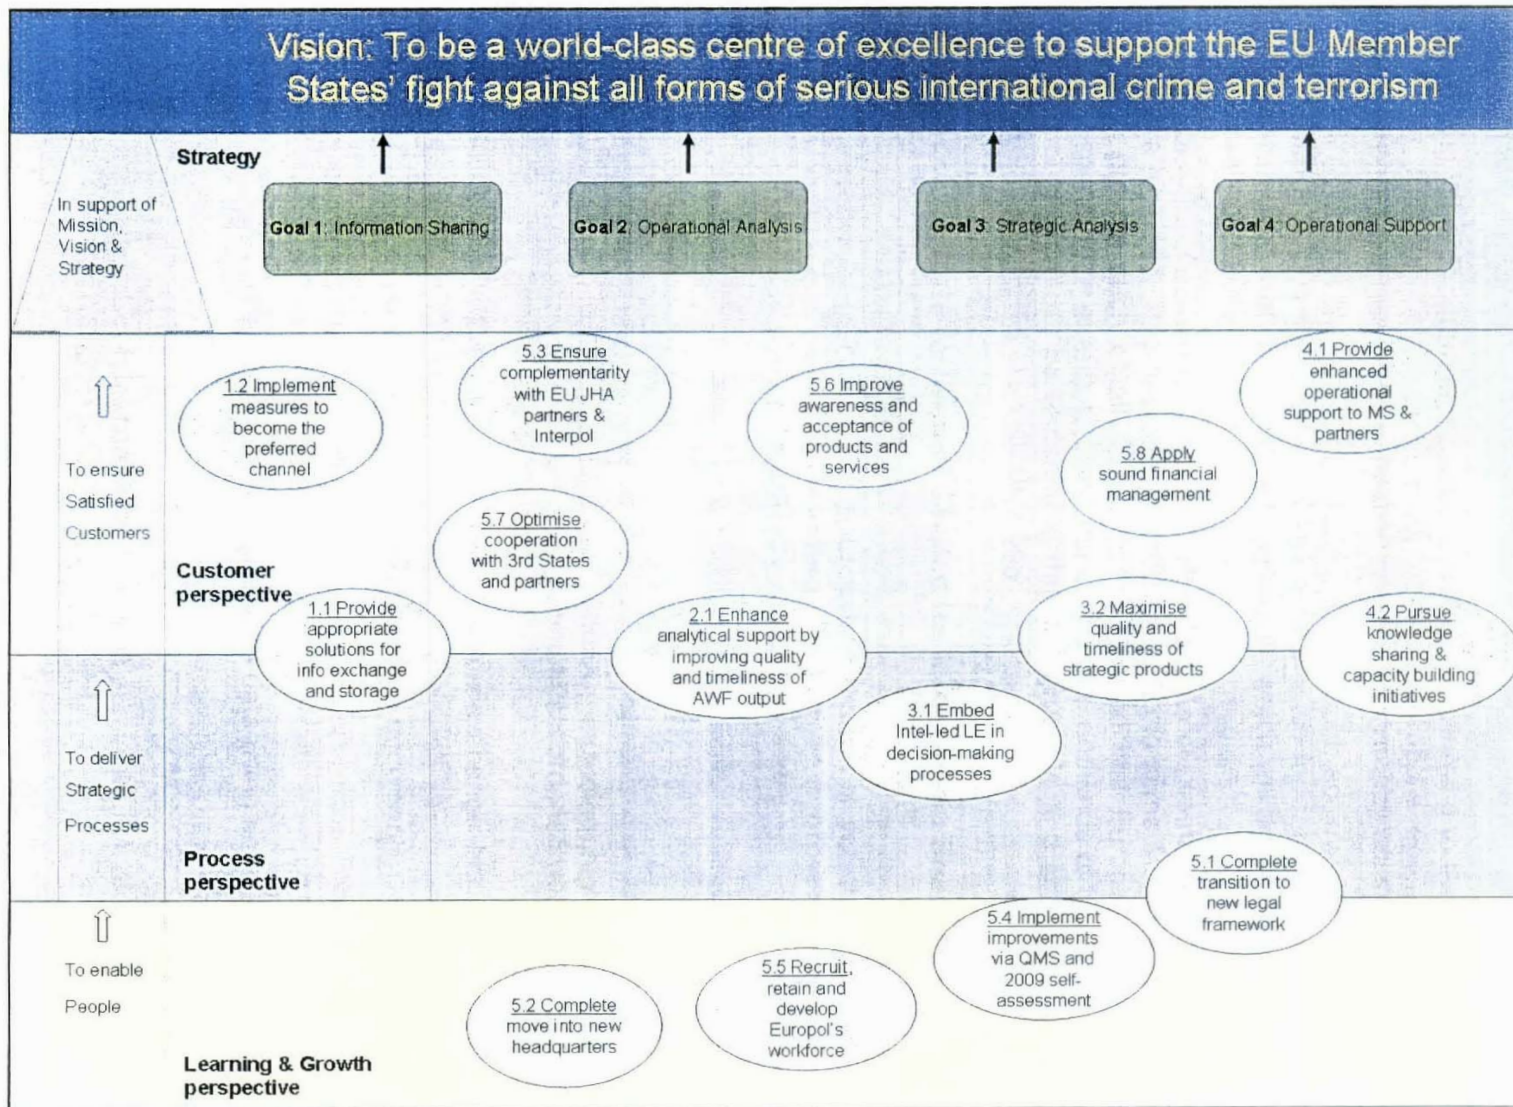 Vision: To be a world-class centre of excellence to support the EU Member
States' fight against all forms of serious international crime and terrorism
Strategy
In support of
Mission,
Vision &
Strategy
Goal 1: Information Sharing
Goal 2: Operational Analysis
Goal 3: Strategic Analysis
Goal 4: Operational Support
To ensure
Satisfied
Customers
1.2 Implement
measures to
become the
preferred
channel
5.3 Ensure
complementarity
with EU JHA
partners &
Interpol
5.6 Improve
awareness and
acceptance of
products and
services
4.1 Provide
enhanced
operational
support to MS &
partners
5.8 Apply
sound financial
management
5.7 Optimise
cooperation
with 3rd States
and partners
Customer
perspective
1.1 Provide
appropriate
solutions for
info exchange
and storage
2.1 Enhance
analytical support by
improving quality
and timeliness of
AWF output
3.2 Maximise
quality and
timeliness of
strategic products
4.2 Pursue
knowledge
sharing &
capacity building
initiatives
To deliver
Strategic
Processes
3.1 Embed
Intel-led LE in
decision-making
processes
Process
perspective
5.1 Complete
transition to
new legal
framework
To enable
People
5.4 Implement
improvements
via QMS and
2009 self-
assessment
5.5 Recruit,
retain and
develop
Europol's
workforce
5.2 Complete
move into new
headquarters
Learning & Growth
perspective